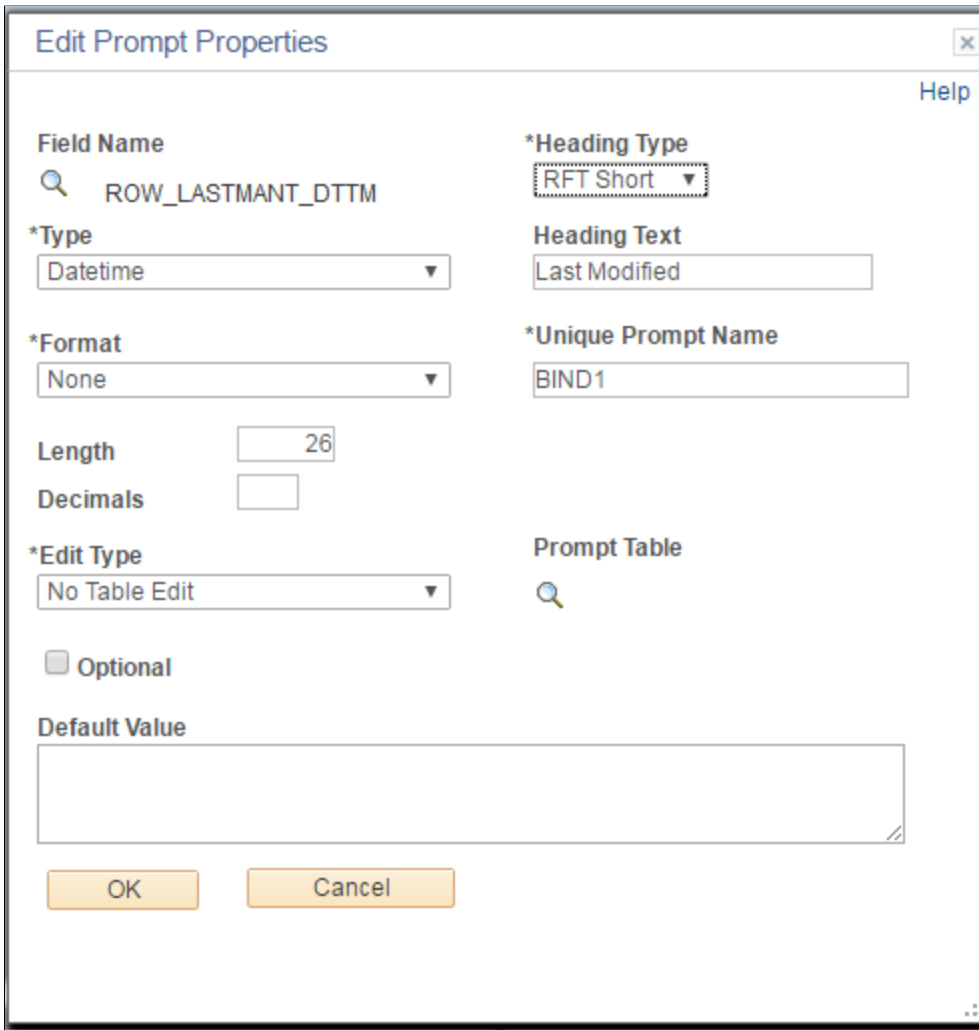 Edit Prompt Properties
Help
Field Name
ROW_LASTMANT_DTTM
*Heading Type
RFT Short
*Type
Datetime
Heading Text
Last Modified
*Format
None
*Unique Prompt Name
BIND1
Length
26
Decimals
*Edit Type
No Table Edit
Prompt Table
Optional
Default Value
OK
Cancel